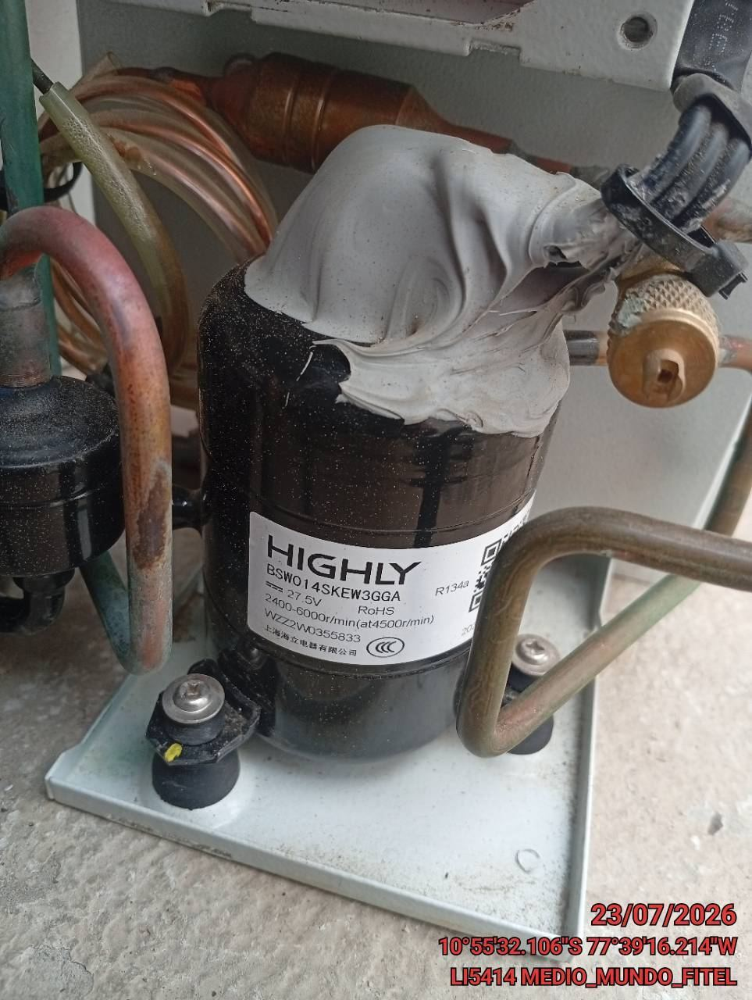 HIGHLY
BSW014SKEW3GGA
27.5V
R134a
RoHS
2400-6000r/min(at4500r/min)
WZZ2W0355833
上海海立电器有限公司
CCC
23/07/2026
10°55'32.106"S 77°39'16.214"W
LI5414 MEDIO_MUNDO_FITEL